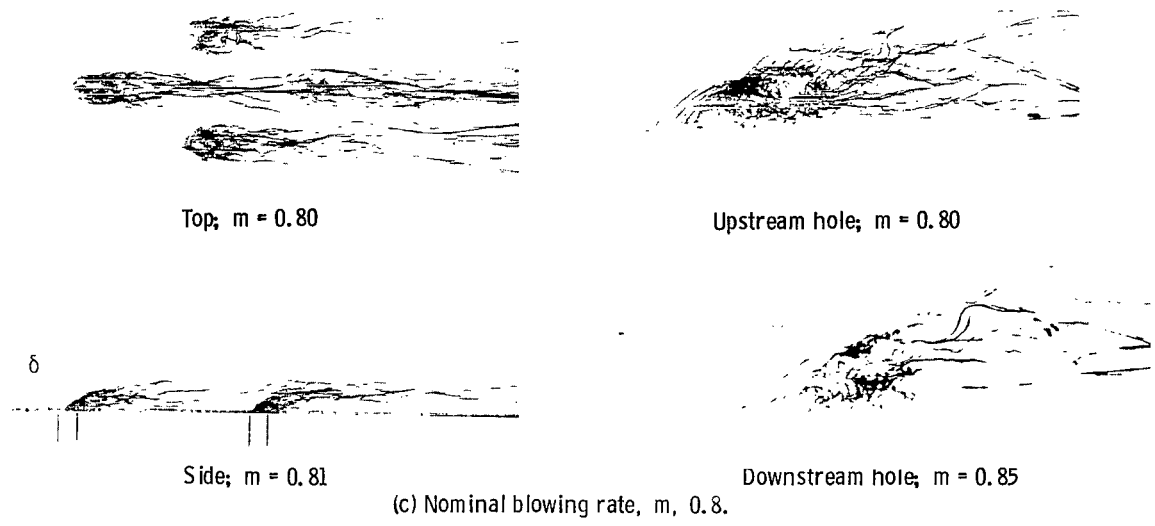 Top; m = 0.80
Upstream hole; m = 0.80
δ
Side; m = 0.81
Downstream hole; m = 0.85
(c) Nominal blowing rate, m, 0.8.